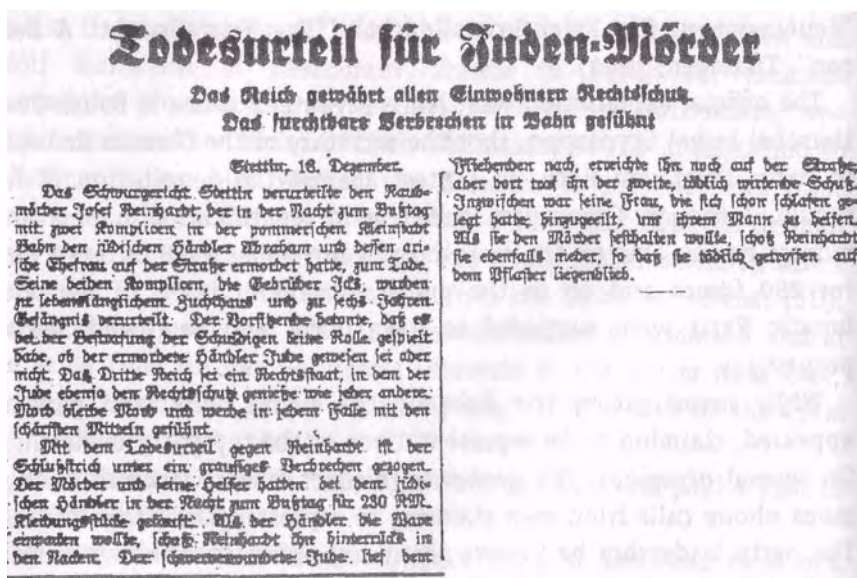 Todesurteil für Juden-Mörder
Das Reich gewährt allen Einwohnern Rechtsschutz.
Das furchtbare Verbrechen in Bahn gesühnt
Stettin, 18. Dezember.
Das Schwurgericht Stettin verurteilte den Raub-
mörder Josef Reinhardt, der in der Nacht zum Bußtag
mit zwei Komplicen in der pommerschen Kleinstadt
Bahn den jüdischen Händler Abraham und dessen ari-
sche Ehefrau auf der Straße ermordet hatte, zum Tode.
Seine beiden Komplicen, die Gebrüder wurden
zu lebenslänglichem Zuchthaus und zu sechs Jahren
Gefängnis verurteilt. Der Vorsitzende betonte, daß es
bei der Bestrafung der Schuldigen keine Rolle gespielt
habe, ob der ermordete Händler Jude gewesen sei oder
nicht. Das Dritte Reich sei ein Rechtsstaat, in dem der
Jude ebenso den Rechtsschutz genieße wie jeder andere.
Mord bleibe Mord und werde in jedem Falle mit den
schärfsten Mitteln gesühnt.
Mit dem Todesurteil gegen Reinhardt ist der
Schlußstrich unter ein grausiges Verbrechen gezogen.
Der Mörder und seine Helfer hatten bei dem jüdi-
schen Händler in der Nacht zum Bußtag für 230 RM.
Kleidungsstücke gekauft. Als der Händler die Ware
einpacken wollte, schoß Reinhardt ihn hinterrücks in
den Nacken. Der schwerverwundete Jude lief dem
Fliehenden nach, erreichte ihn noch auf der Straße,
aber dort traf ihn der zweite, tödlich wirkende Schuß.
Inzwischen war seine Frau, die sich schon schlafen ge-
legt hatte, hinzugeeilt, um ihrem Mann zu helfen.
Als sie den Mörder festhalten wollte, schoß Reinhardt
sie ebenfalls nieder, so daß sie tödlich getroffen auf
dem Pflaster liegenblieb.